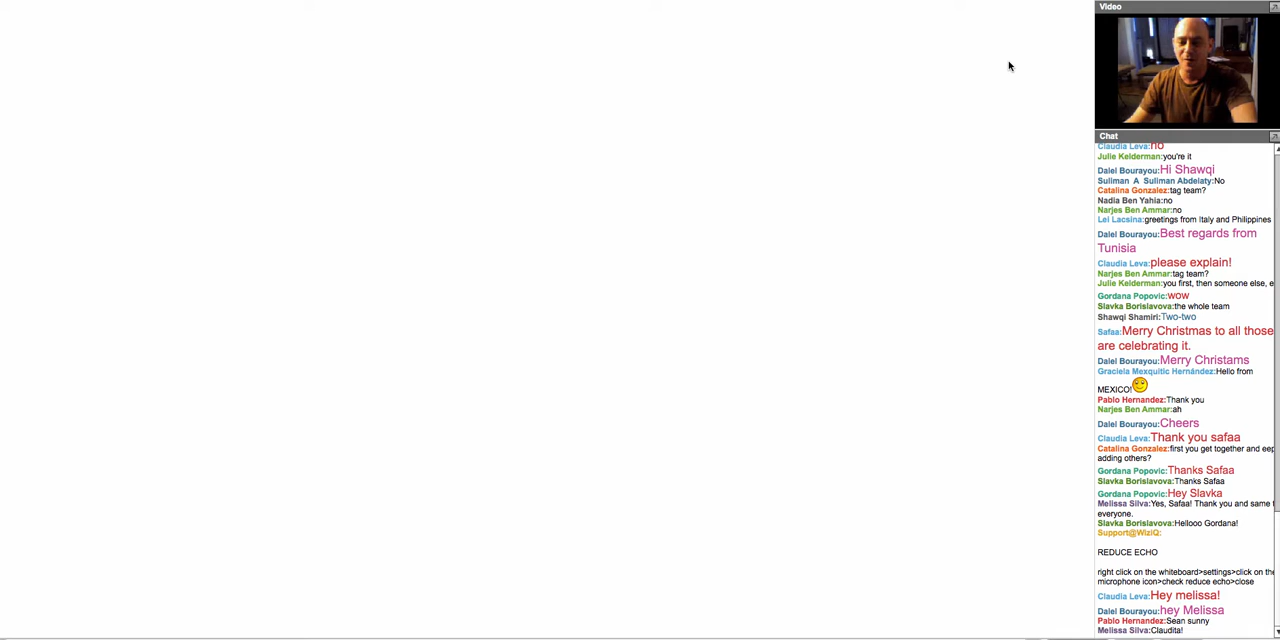 Video
Chat
Claudia Leva:no
Julie Kelderman:you're it
Dalel Bourayou:Hi Shawqi
Suliman A Suliman Abdelaty:No
Catalina Gonzalez:tag team?
Nadia Ben Yahia:no
Narjes Ben Ammar:no
Lel Lacsina:greetings from Italy and Philippines
Dalel Bourayou:Best regards from
Tunisia
Claudia Leva:please explain!
Narjes Ben Ammar:tag team?
Julie Kelderman:you first, then someone else, e
Gordana Popovic:wow
Slavka Borislavova:the whole team
Shawqi Shamiri:Two-two
Safaa:Merry Christmas to all those
are celebrating it.
Dalel Bourayou:Merry Christams
Graciela Mexquitic Hernández:Hello from
MEXICO!
Pablo Hernandez:Thank you
Narjes Ben Ammar:ah
Dalel Bourayou:Cheers
Claudia Leva:Thank you safaa
Catalina Gonzalez:first you get together and eep
adding others?
Gordana Popovic:Thanks Safaa
Slavka Borislavova:Thanks Safaa
Gordana Popovic:Hey Slavka
Melissa Silva:Yes, Safaa! Thank you and same
everyone.
Slavka Borislavova:Hellooo Gordana!
Support@WiziQ:
REDUCE ECHO
right click on the whiteboard>settings>click on the
microphone icon>check reduce echo>close
Claudia Leva:Hey melissa!
Dalel Bourayou:hey Melissa
Pablo Hernandez:Sean sunny
Melissa Silva:Claudita!